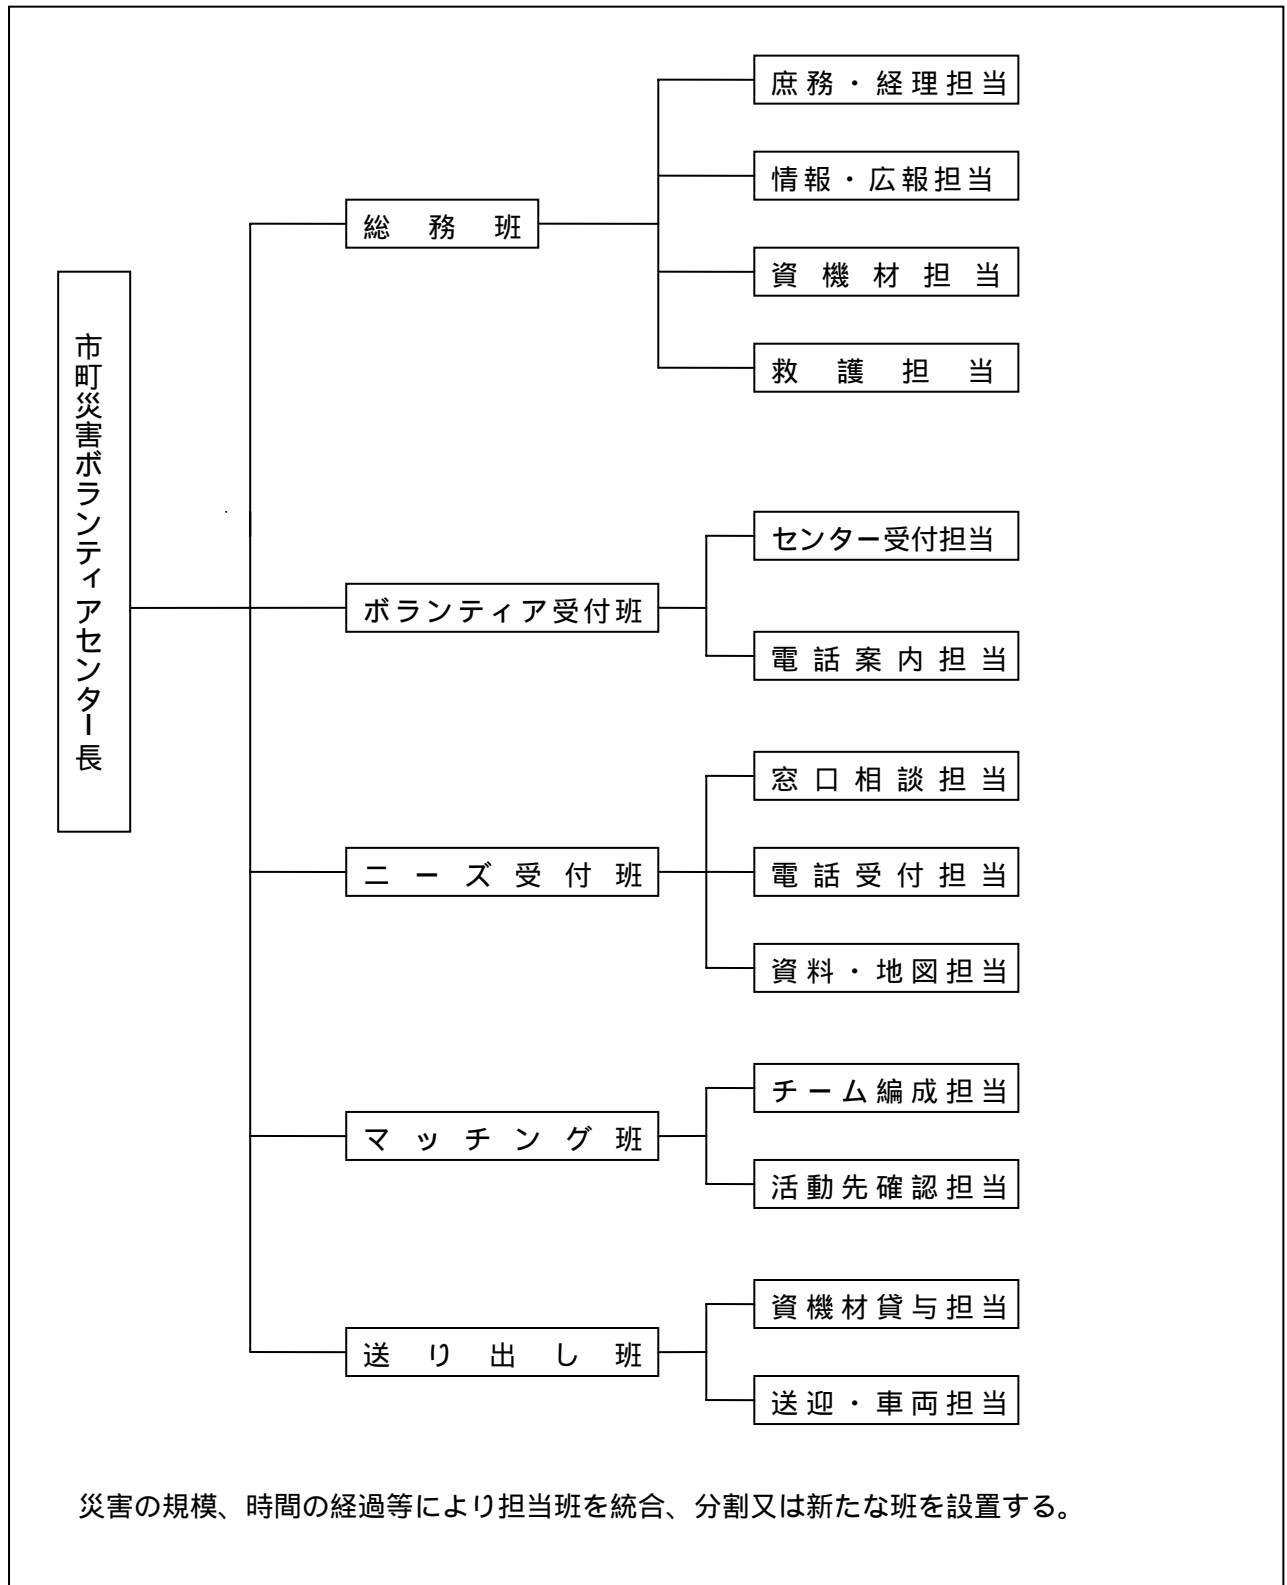 市町災害ボランティアセンター長
総務班
庶務・経理担当
情報・広報担当
資機材担当
救護担当
ボランティア受付班
センター受付担当
電話案内担当
ニーズ受付班
窓口相談担当
電話受付担当
資料・地図担当
マッチング班
チーム編成担当
活動先確認担当
送り出し班
資機材貸与担当
送迎・車両担当
災害の規模、時間の経過等により担当班を統合、分割又は新たな班を設置する。